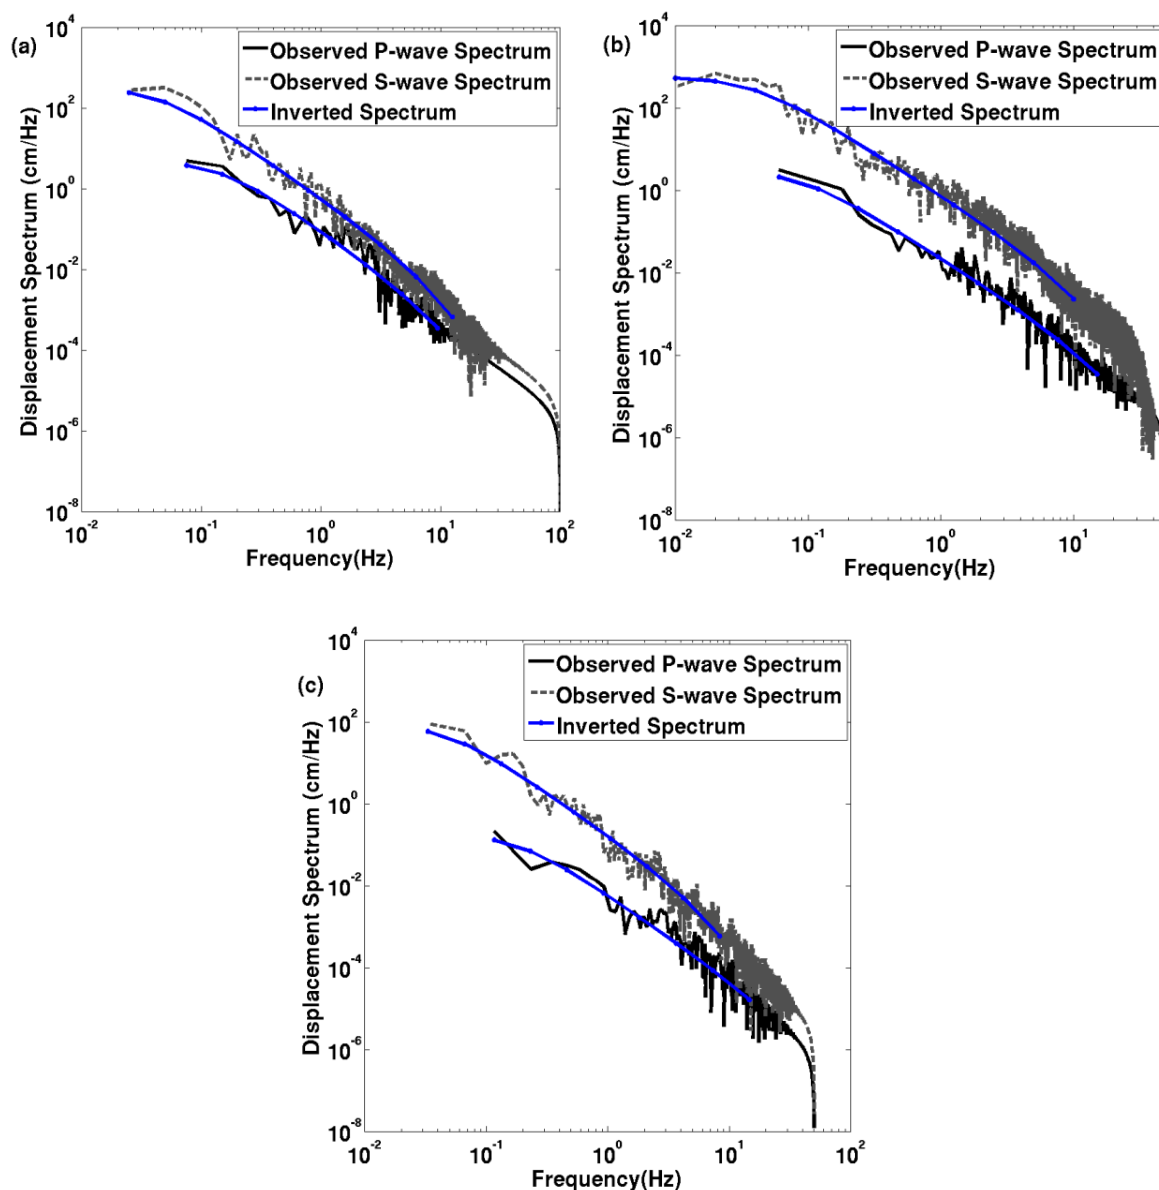 (a)
Observed P-wave Spectrum
Observed S-wave Spectrum
Inverted Spectrum
Displacement Spectrum (cm/Hz)
10^4
10^2
10^0
10^-2
10^-4
10^-6
10^-8
10^-2 10^-1 10^0 10^1 10^2
Frequency(Hz)
(b)
Observed P-wave Spectrum
Observed S-wave Spectrum
Inverted Spectrum
Displacement Spectrum (cm/Hz)
10^4
10^2
10^0
10^-2
10^-4
10^-6
10^-8
10^-2 10^-1 10^0 10^1
Frequency(Hz)
(c)
Observed P-wave Spectrum
Observed S-wave Spectrum
Inverted Spectrum
Displacement Spectrum (cm/Hz)
10^4
10^2
10^0
10^-2
10^-4
10^-6
10^-8
10^-2 10^-1 10^0 10^1 10^2
Frequency(Hz)